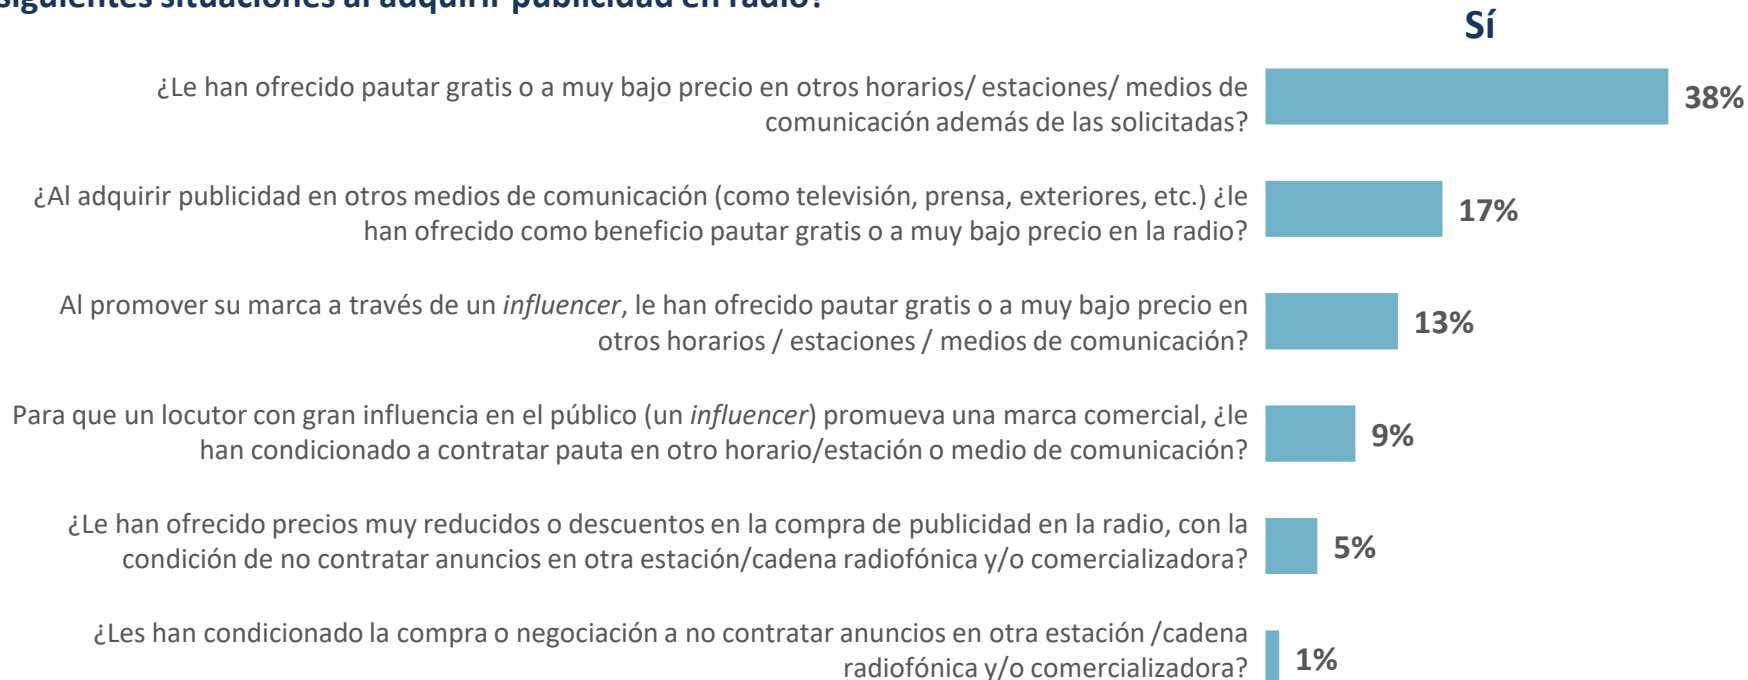 siguientes situaciones al adquirir publicidad en radio?
Sí
¿Le han ofrecido pautar gratis o a muy bajo precio en otros horarios/ estaciones/ medios de
comunicación además de las solicitadas?
38%
¿Al adquirir publicidad en otros medios de comunicación (como televisión, prensa, exteriores, etc.) ¿le
han ofrecido como beneficio pautar gratis o a muy bajo precio en la radio?
17%
Al promover su marca a través de un influencer, le han ofrecido pautar gratis o a muy bajo precio en
otros horarios / estaciones / medios de comunicación?
13%
Para que un locutor con gran influencia en el público (un influencer) promueva una marca comercial, ¿le
han condicionado a contratar pauta en otro horario/estación o medio de comunicación?
9%
¿Le han ofrecido precios muy reducidos o descuentos en la compra de publicidad en la radio, con la
condición de no contratar anuncios en otra estación/cadena radiofónica y/o comercializadora?
5%
¿Les han condicionado la compra o negociación a no contratar anuncios en otra estación /cadena
radiofónica y/o comercializadora?
1%